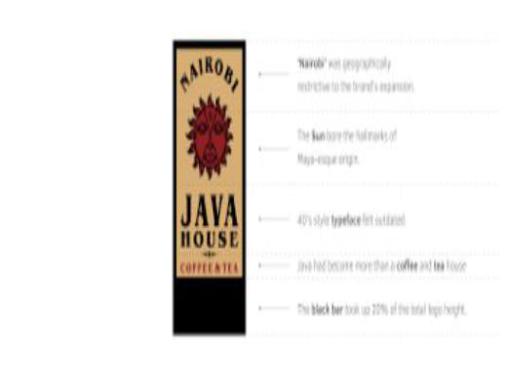 NAIROBI
JAVA
HOUSE
COFFEE & TEA
'Nairobi' was geographically
restrictive to the brand's expansion.
The Sun bore the hallmarks of
Maya-esque origin.
40's style typeface felt outdated
Java had become more than a coffee and tea house
The black bar took up 20% of the total logo height.